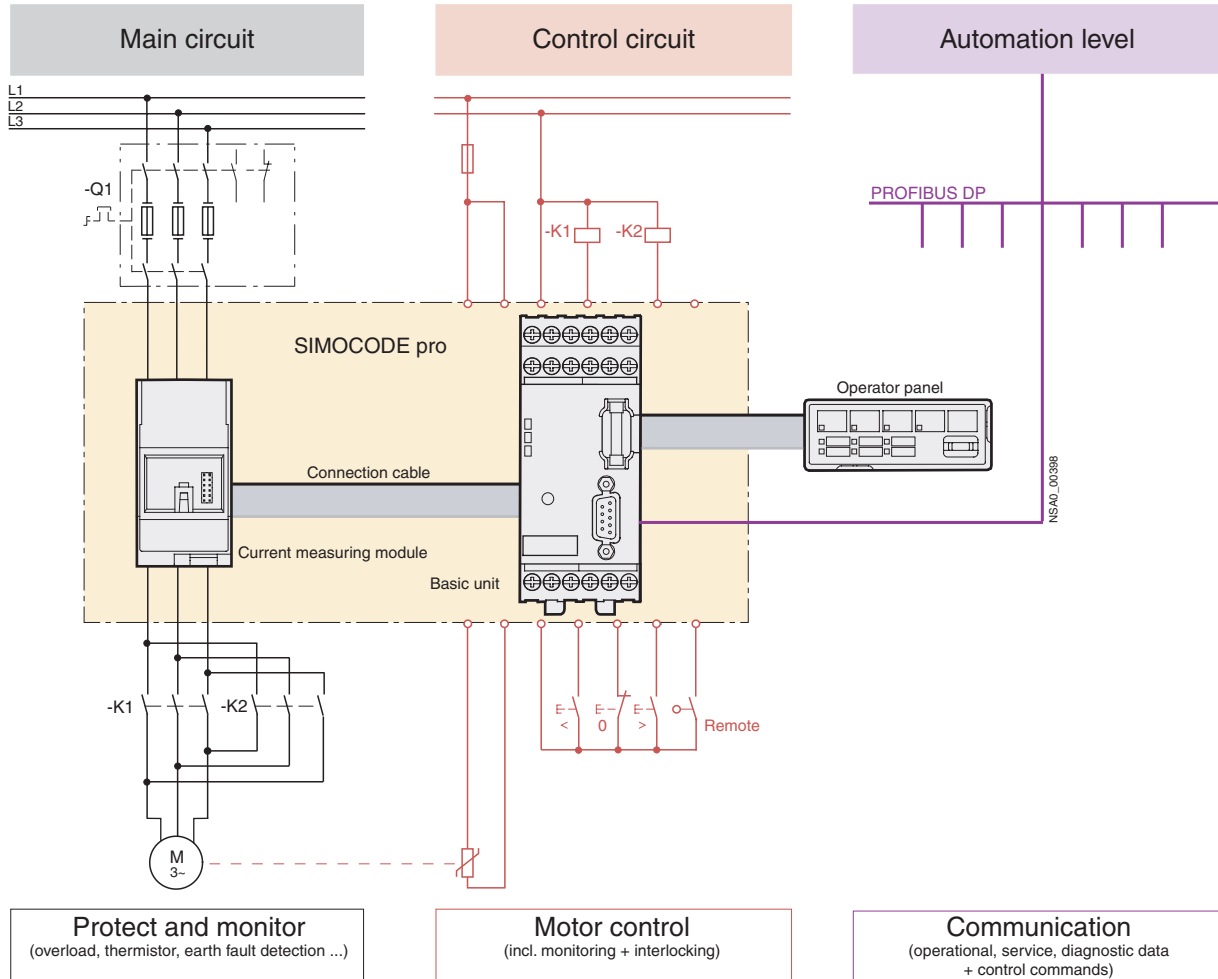 Main circuit
Control circuit
Automation level
L1
L2
L3
-Q1
PROFIBUS DP
-K1
-K2
SIMOCODE pro
Operator panel
Connection cable
NSA0_00398
Current measuring module
Basic unit
-K1
-K2
<
0
>
Remote
M
3~
Protect and monitor
(overload, thermistor, earth fault detection ...)
Motor control
(incl. monitoring + interlocking)
Communication
(operational, service, diagnostic data
+ control commands)